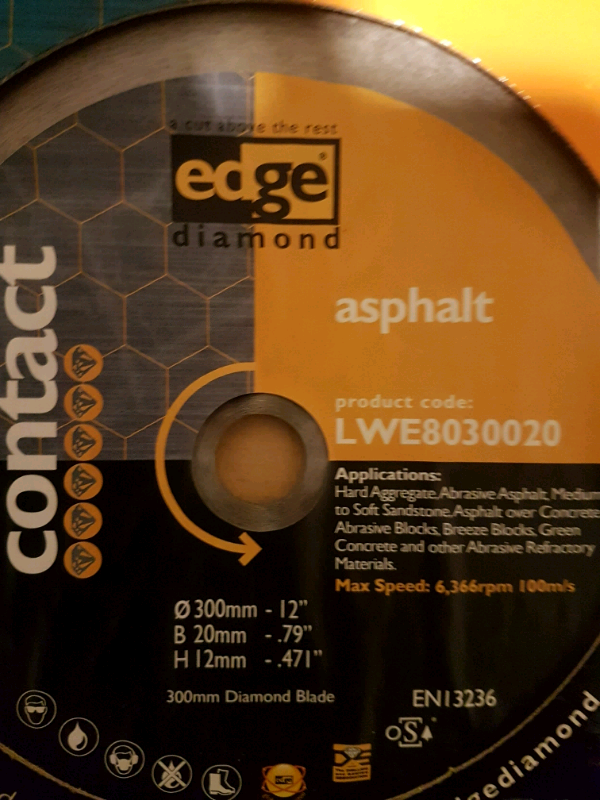 a cut above the rest
edge®
diamond
contact
asphalt
product code:
LWE8030020
Applications:
Hard Aggregate, Abrasive Asphalt, Medium
to Soft Sandstone, Asphalt over Concrete
Abrasive Blocks, Breeze Blocks, Green
Concrete and other Abrasive Refractory
Materials.
Max Speed: 6,366rpm 100m/s
Ø 300mm - 12”
B 20mm - .79”
H 12mm - .471”
300mm Diamond Blade
EN13236
oSA
edge
gediamond